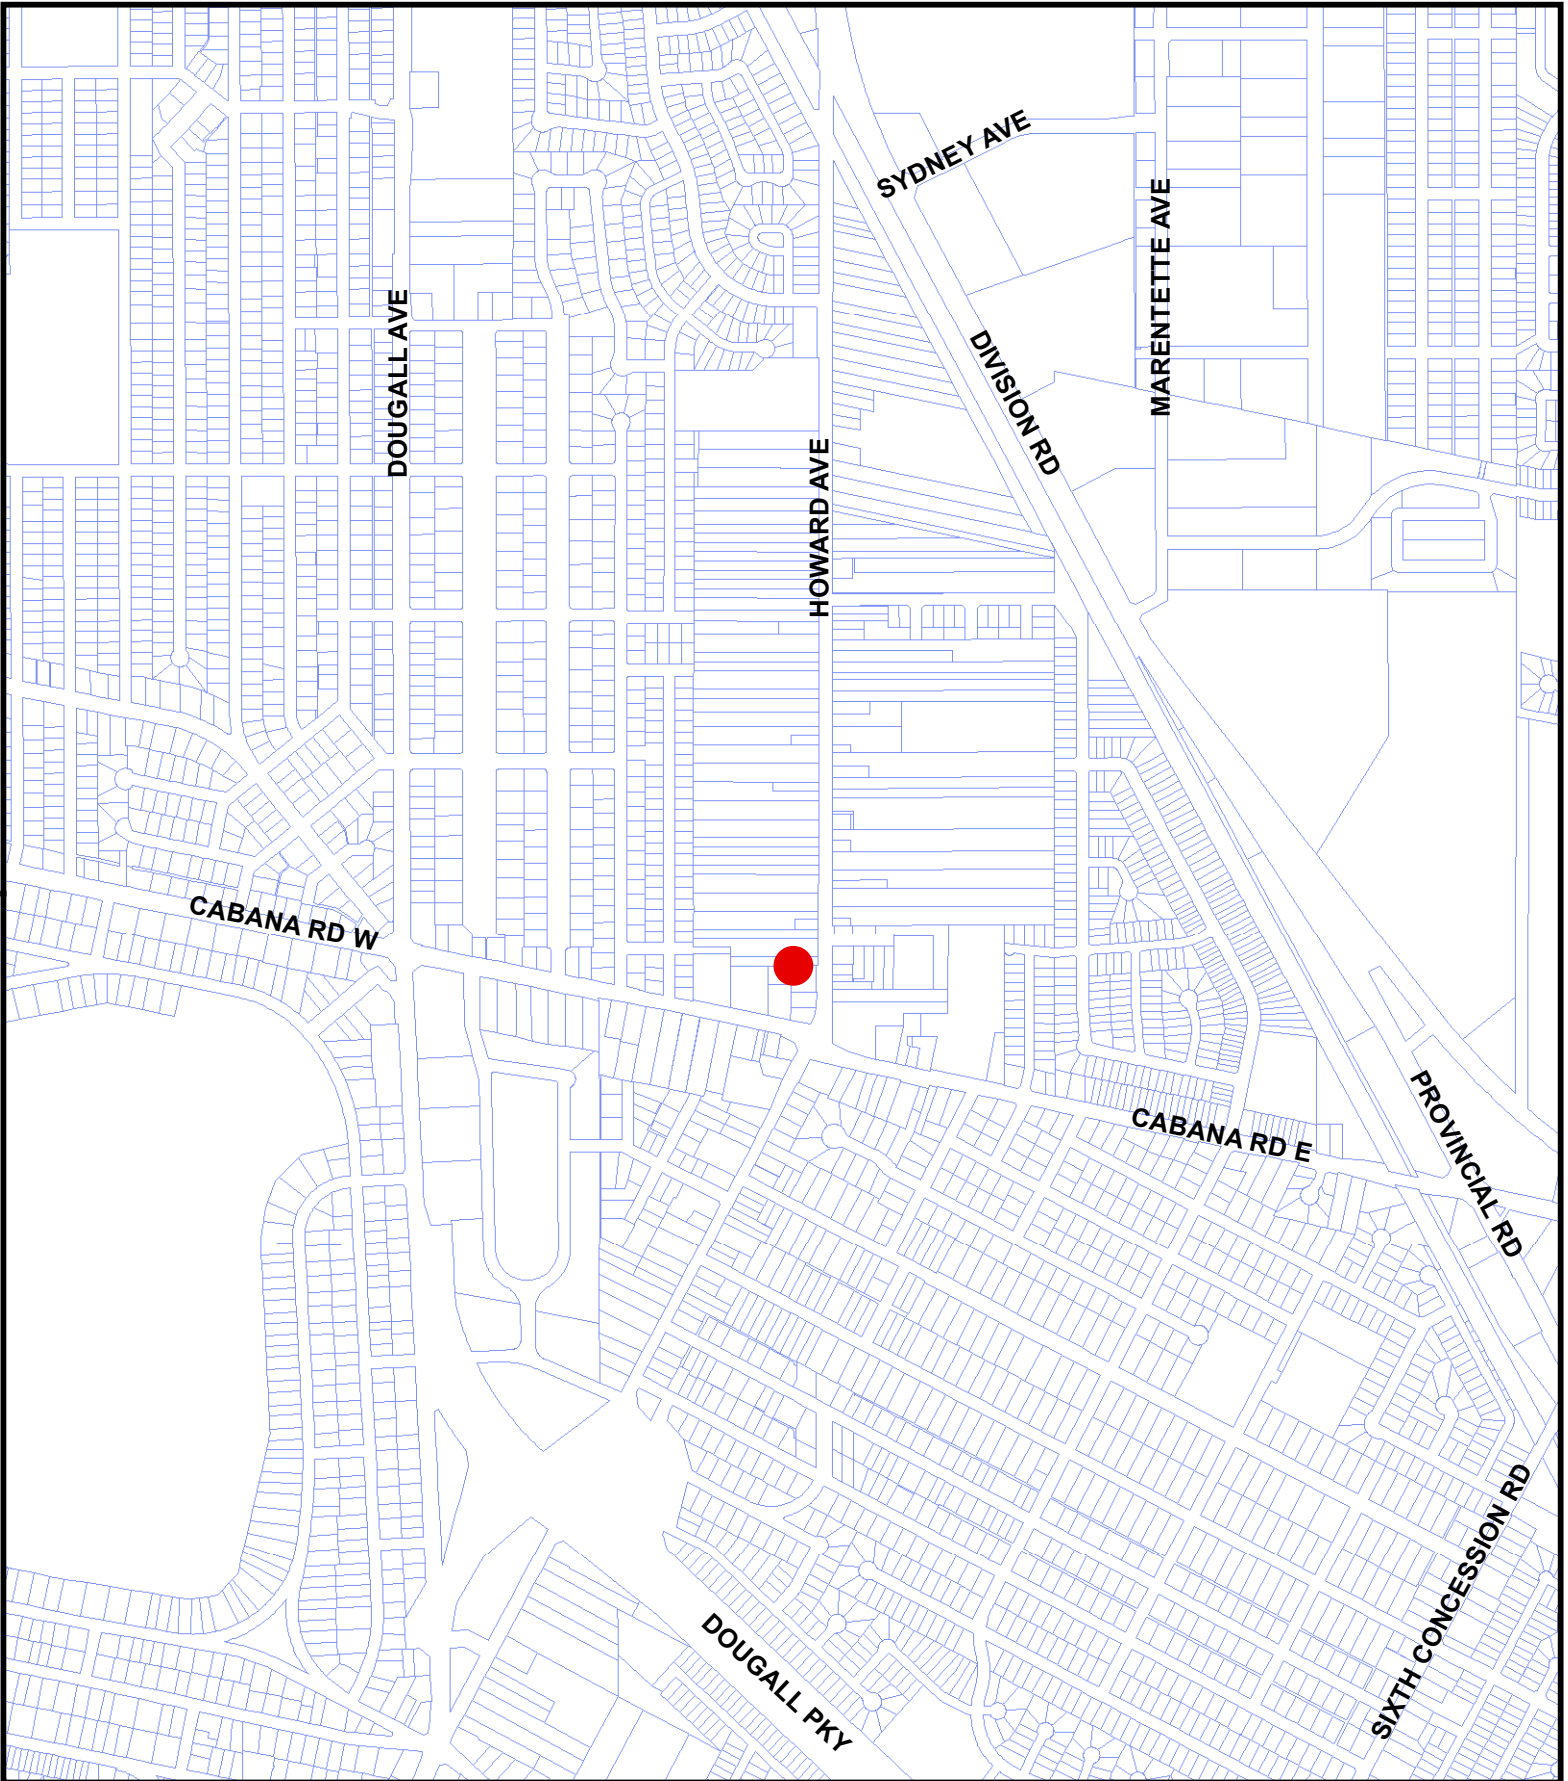 SYDNEY AVE
MARENTETTE AVE
DOUGALL AVE
DIVISION RD
HOWARD AVE
CABANA RD W
CABANA RD E
PROVINCIAL RD
SIXTH CONCESSION RD
DOUGALL PKY